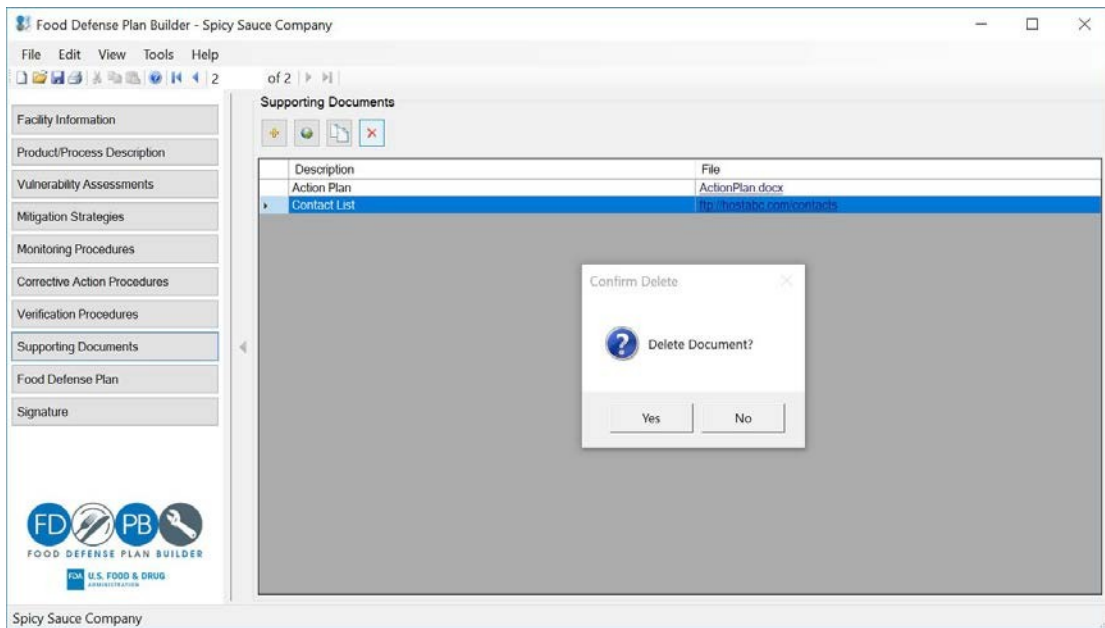 Food Defense Plan Builder - Spicy Sauce Company
File Edit View Tools Help
2 of 2
Facility Information
Product/Process Description
Vulnerability Assessments
Mitigation Strategies
Monitoring Procedures
Corrective Action Procedures
Verification Procedures
Supporting Documents
Food Defense Plan
Signature
FD PB
FOOD DEFENSE PLAN BUILDER
FDA U.S. FOOD & DRUG
ADMINISTRATION
Supporting Documents
Description File
Action Plan ActionPlan.docx
Contact List ftp://hostabc.com/contacts
Confirm Delete
Delete Document?
Yes No
Spicy Sauce Company